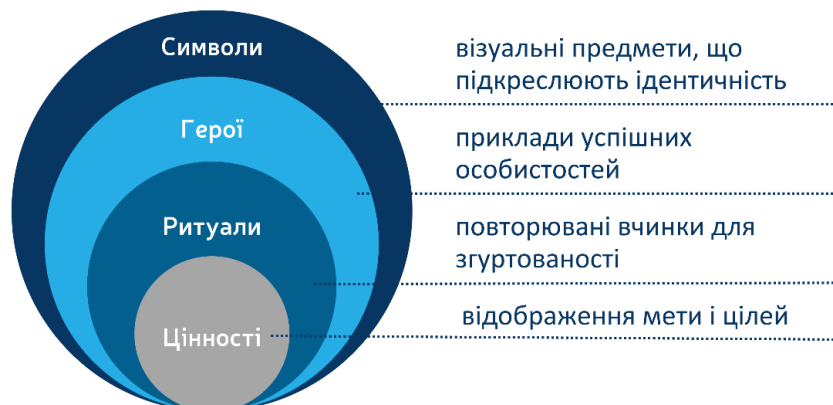 Символи
візуальні предмети, що
підкреслюють ідентичність
Герої
приклади успішних
особистостей
Ритуали
повторювані вчинки для
згуртованості
Цінності
відображення мети і цілей